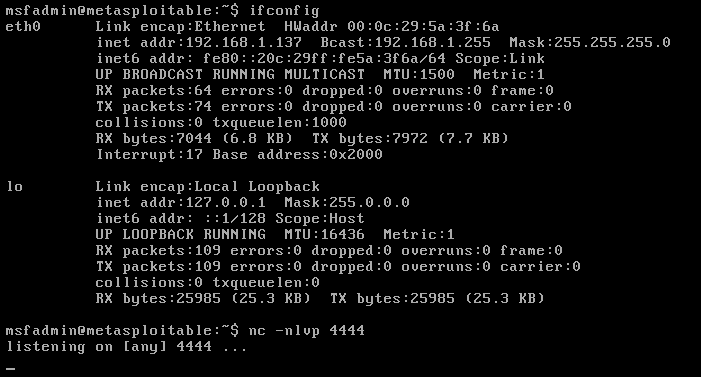 msfadmin@metasploitable:~$ ifconfig
eth0      Link encap:Ethernet  HWaddr 00:0c:29:5a:3f:6a
          inet addr:192.168.1.137  Bcast:192.168.1.255  Mask:255.255.255.0
          inet6 addr: fe80::20c:29ff:fe5a:3f6a/64 Scope:Link
          UP BROADCAST RUNNING MULTICAST  MTU:1500  Metric:1
          RX packets:64 errors:0 dropped:0 overruns:0 frame:0
          TX packets:74 errors:0 dropped:0 overruns:0 carrier:0
          collisions:0 txqueuelen:1000
          RX bytes:7044 (6.8 KB)  TX bytes:7972 (7.7 KB)
          Interrupt:17 Base address:0x2000

lo        Link encap:Local Loopback
          inet addr:127.0.0.1  Mask:255.0.0.0
          inet6 addr: ::1/128 Scope:Host
          UP LOOPBACK RUNNING  MTU:16436  Metric:1
          RX packets:109 errors:0 dropped:0 overruns:0 frame:0
          TX packets:109 errors:0 dropped:0 overruns:0 carrier:0
          collisions:0 txqueuelen:0
          RX bytes:25985 (25.3 KB)  TX bytes:25985 (25.3 KB)

msfadmin@metasploitable:~$ nc -nlvp 4444
listening on [any] 4444 ...
_